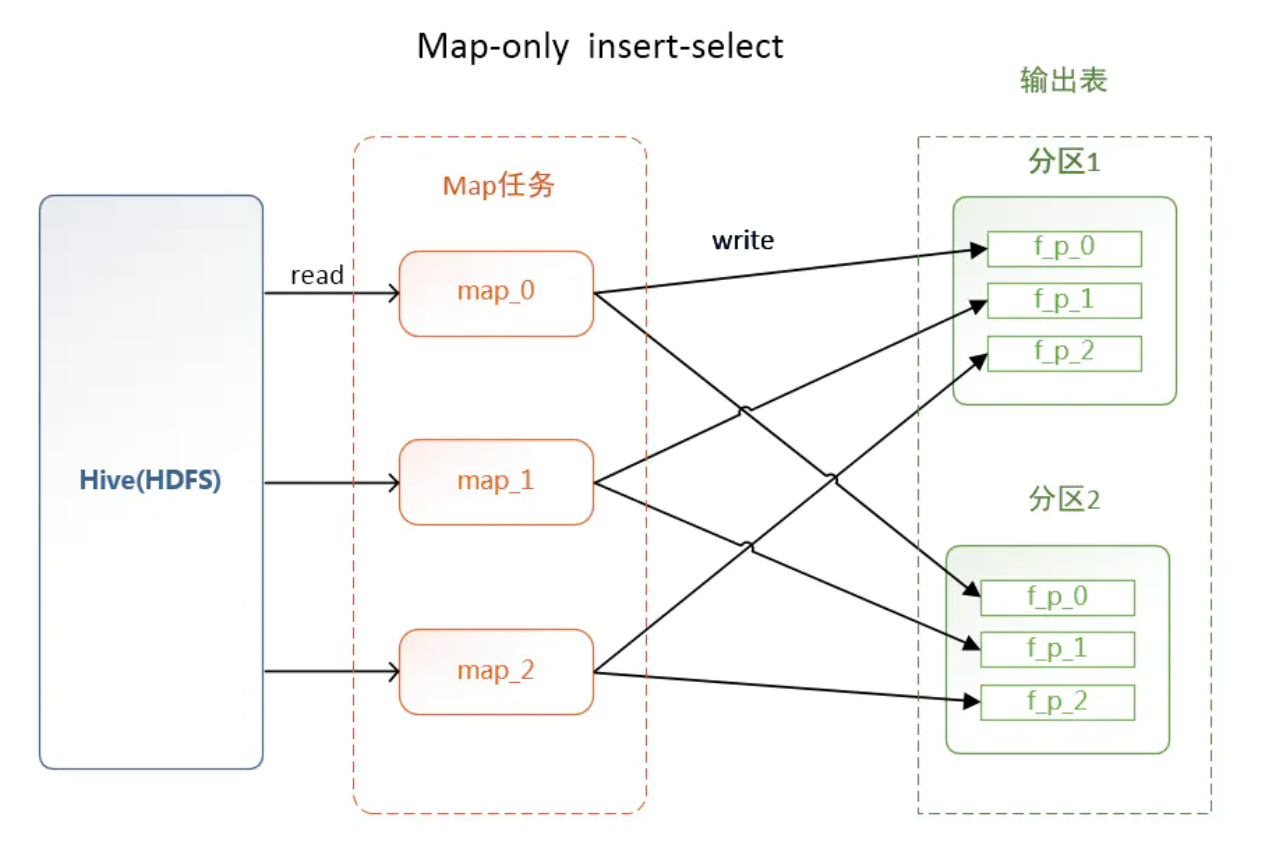 Map-only insert-select
输出表
分区1
Map任务
write
f_p_0
read
map_0
f_p_1
f_p_2
Hive(HDFS)
map_1
分区2
f_p_0
f_p_1
map_2
f_p_2